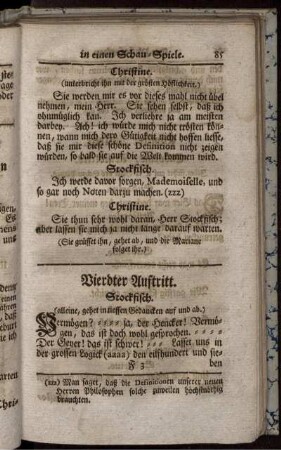 in einen Schau-Spiele. 85
Christine.
(unterbricht ihn mit der grösten Höflichkeit.)
Sie werden mir es vor dieses mahl nicht übel
nehmen, mein Herr. Sie sehen selbst, daß ich
ohnmüglich kan. Ich verliehre ja am meisten
darbey. Ach! ich würde mich nicht trösten kön-
nen, wann mich dero Gütigkeit nicht hoffen liesse,
daß sie mir diese schöne Definition nicht zeigen
würden, so bald sie auf die Welt kommen wird.
Stockfisch.
Ich werde davor sorgen, Mademoiselle, und
so gar noch Noten darzu machen. (zzz)
Christine.
Sie thun sehr wohl daran, Herr Stockfisch;
aber lassen sie mich ja nicht lange darauf warten.
(Sie grüsset ihn, gehet ab, und die Mariane
folget ihr.)
Vierdter Auftritt.
Stockfisch.
(alleine, gehet in tieffen Gedancken auf und ab.)
Vermögen? ja, der Hencker! Vermö-
gen, das ist doch wohl gesprochen.
Der Geyer! das ist schwer! Lasset uns in
der grossen Logick (aaaa) den eilfhundert und sie-
F 3 ben
(zzz) Man saget, daß die Definitionen unserer neuen
Herren Philosophen solche zuweilen höchstnöthig
brauchten.